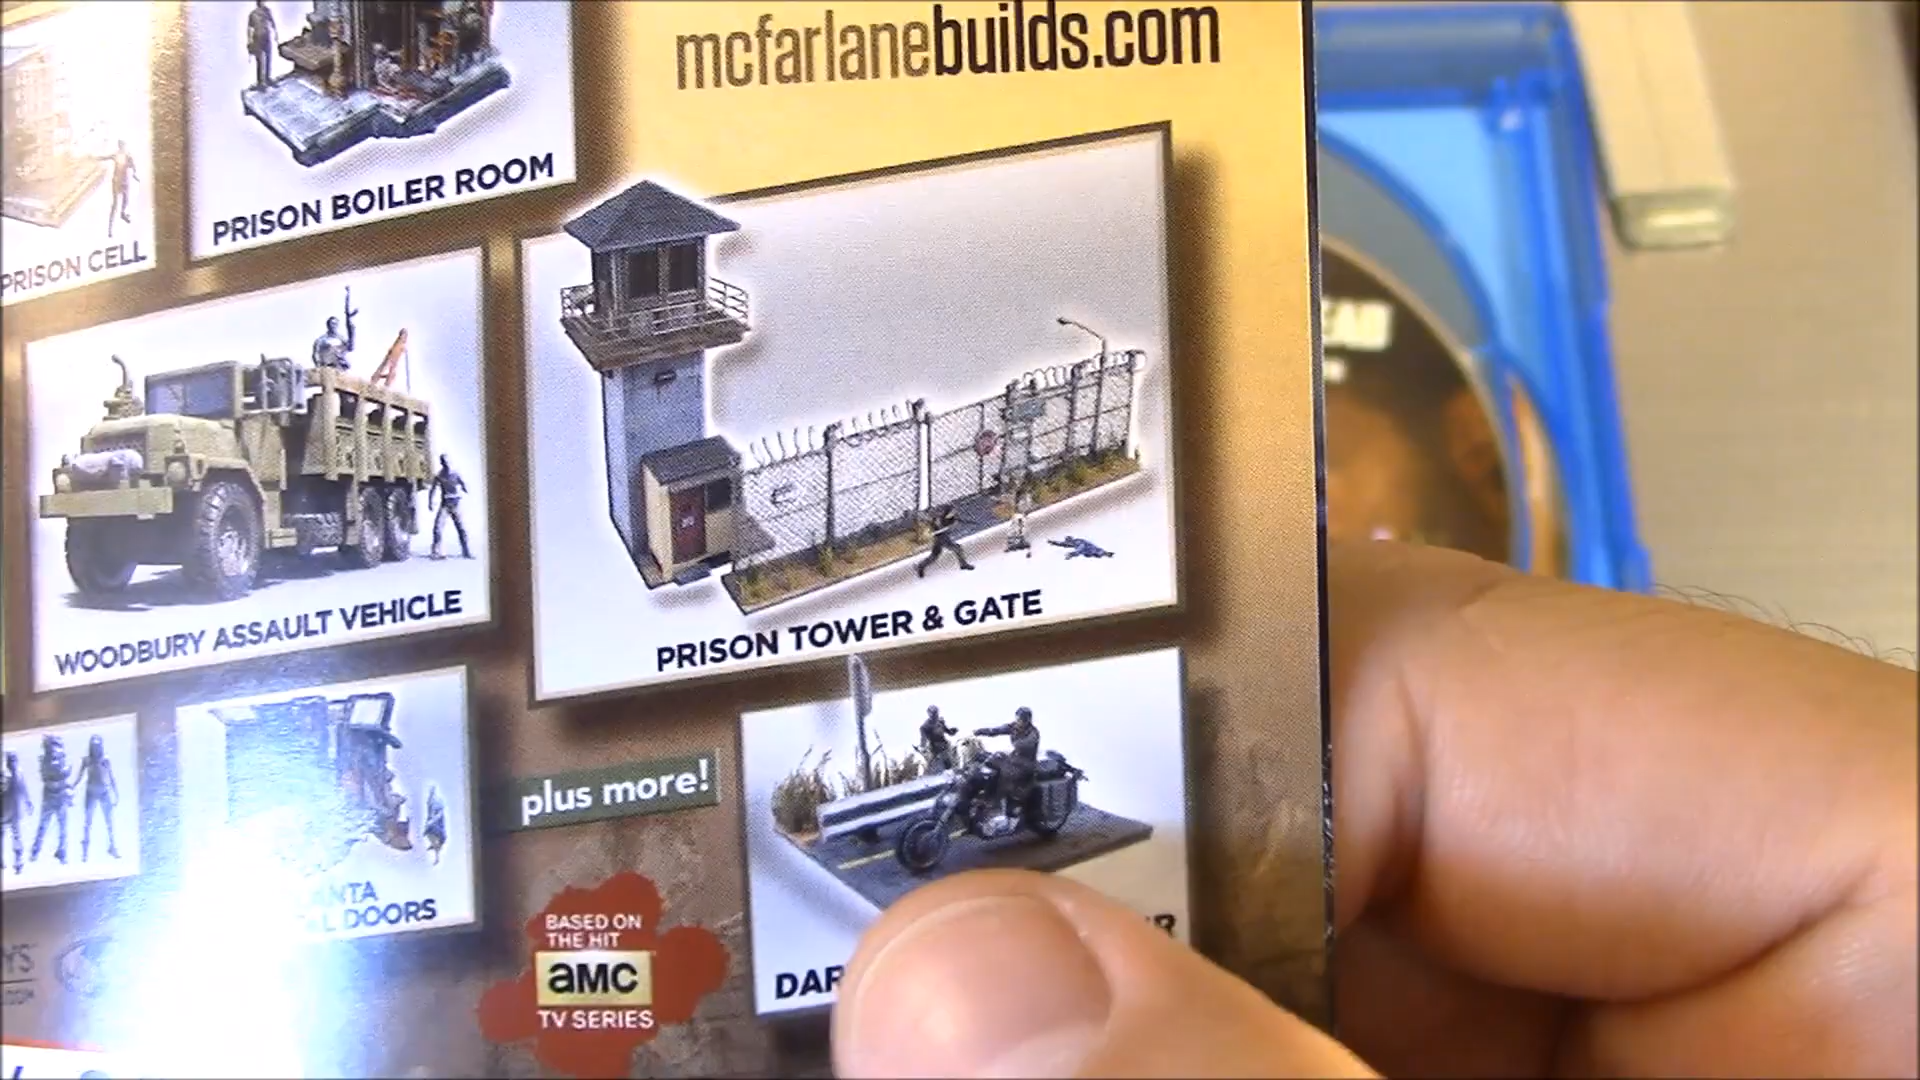 mcfarlanebuilds.com
PRISON BOILER ROOM
PRISON CELL
WOODBURY ASSAULT VEHICLE
PRISON TOWER & GATE
plus more!
DOORS
BASED ON
THE HIT
aMC
TV SERIES